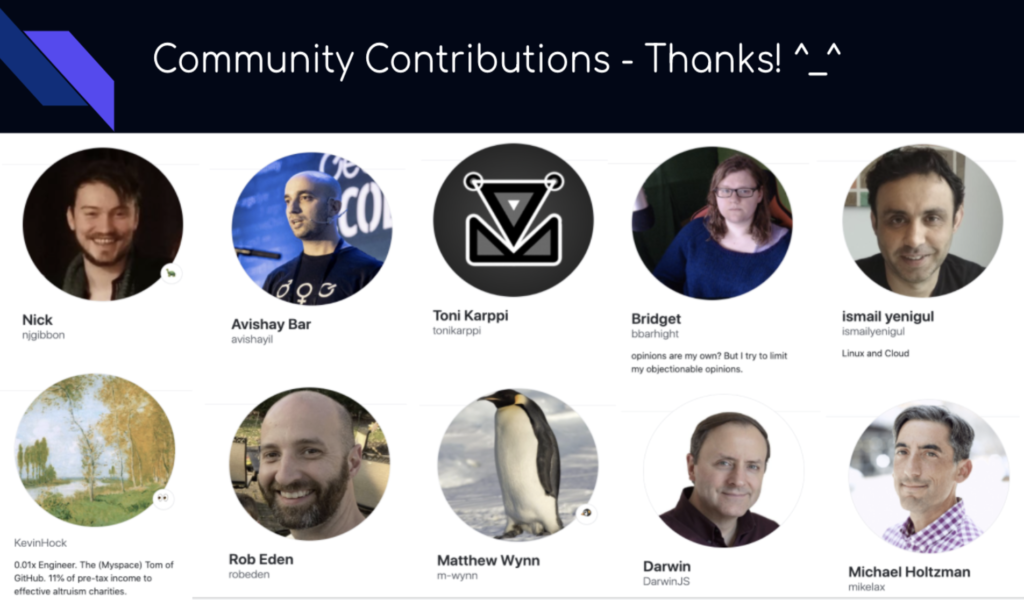 Community Contributions - Thanks! ^_^
Nick
njgibbon
Avishay Bar
avishayil
Toni Karppi
tonikarppi
Bridget
bbarhight
opinions are my own? But I try to limit
my objectionable opinions.
ismail yenigul
ismailyenigul
Linux and Cloud
KevinHock
0.01x Engineer. The (Myspace) Tom of
GitHub. 11% of pre-tax income to
effective altruism charities.
Rob Eden
robeden
Matthew Wynn
m-wynn
Darwin
DarwinJS
Michael Holtzman
mikelax